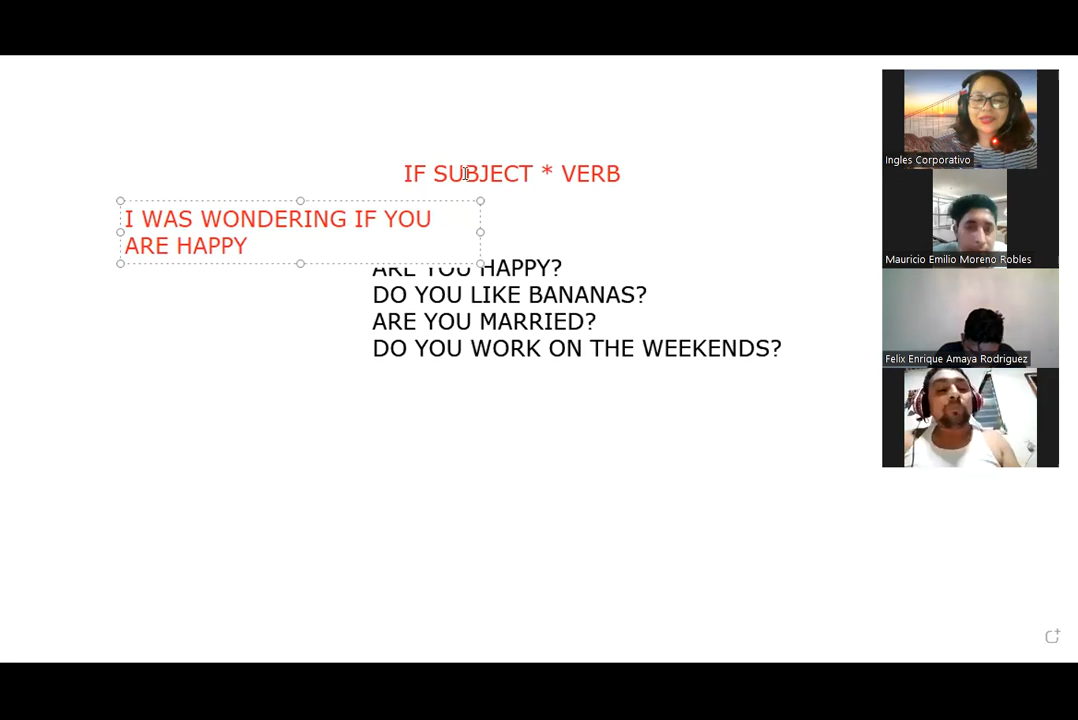 IF SUBJECT * VERB
I WAS WONDERING IF YOU
ARE HAPPY
ARE YOU HAPPY?
DO YOU LIKE BANANAS?
ARE YOU MARRIED?
DO YOU WORK ON THE WEEKENDS?
Ingles Corporativo
Mauricio Emilio Moreno Robles
Felix Enrique Amaya Rodriguez